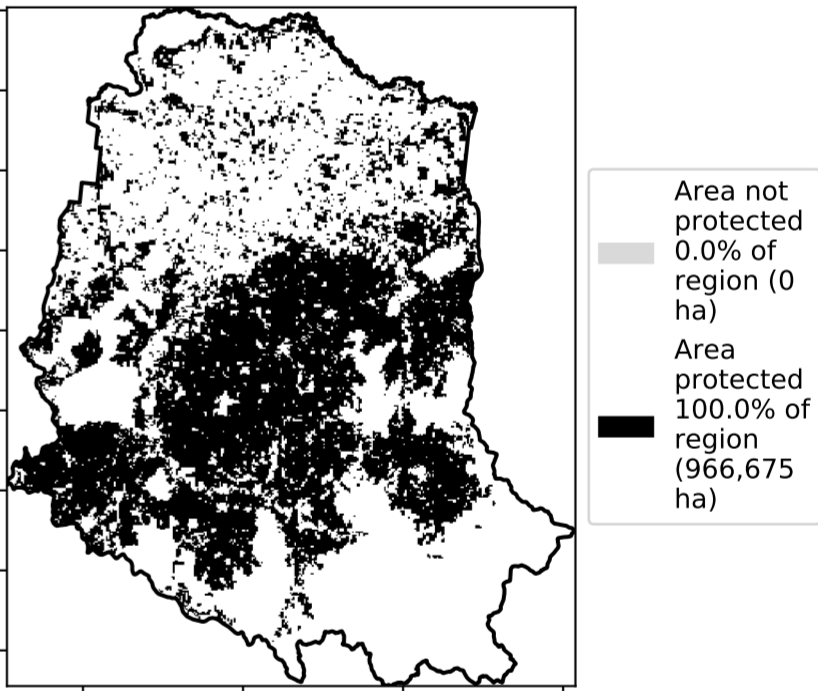 Area not
protected
0.0% of
region (0
ha)
Area
protected
100.0% of
region
(966,675
ha)